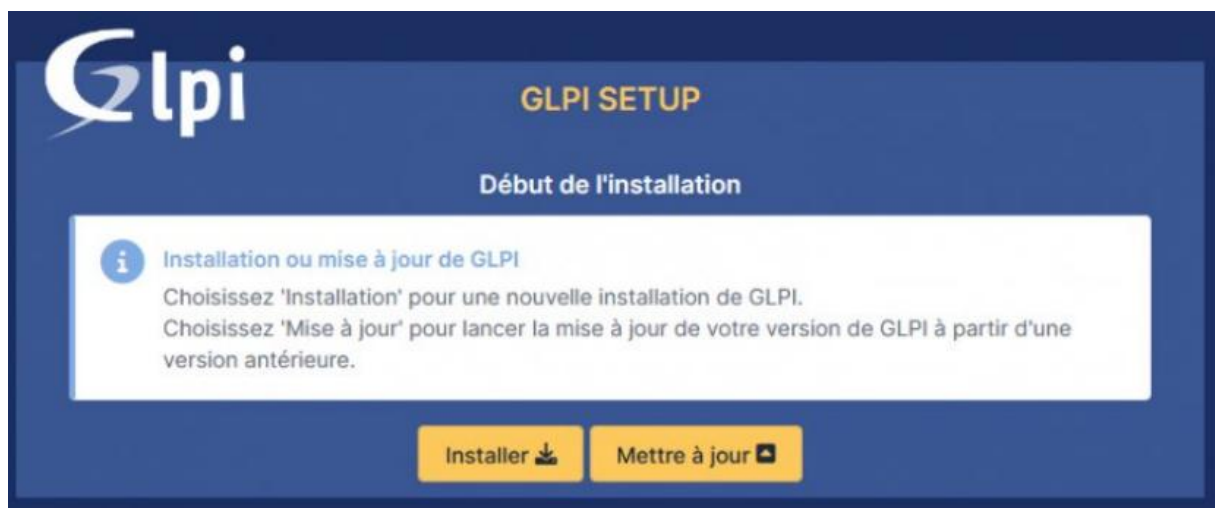 Glpi
GLPI SETUP
Début de l'installation
Installation ou mise à jour de GLPI
Choisissez 'Installation' pour une nouvelle installation de GLPI.
Choisissez 'Mise à jour' pour lancer la mise à jour de votre version de GLPI à partir d'une
version antérieure.
Installer
Mettre à jour